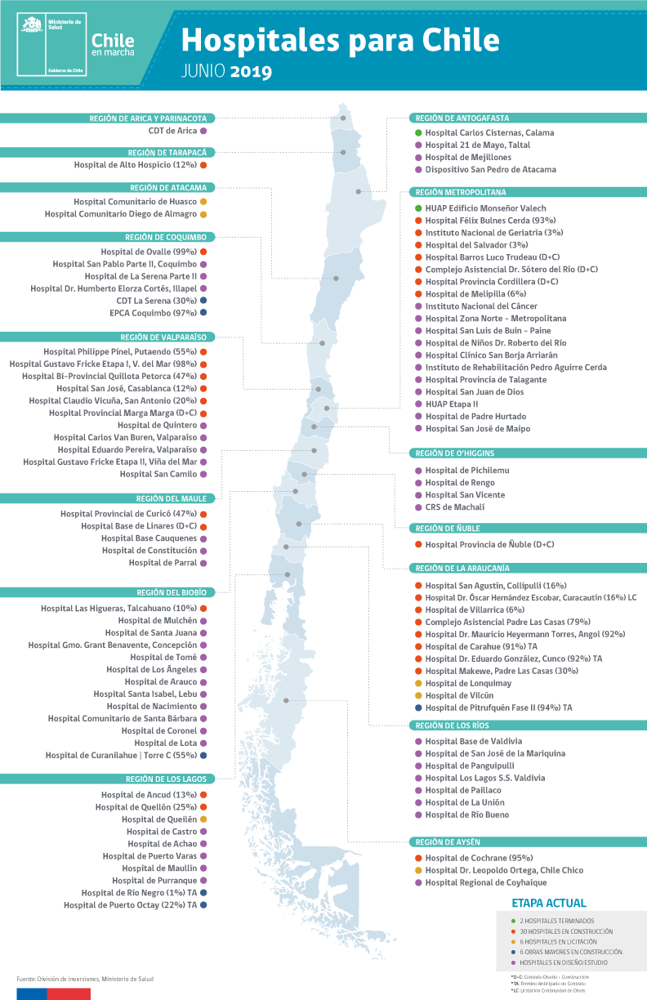 Ministerio de
Salud
Gobierno de Chile
Chile
en marcha
Hospitales para Chile
JUNIO 2019
REGIÓN DE ARICA Y PARINACOTA
CDT de Arica
REGIÓN DE TARAPACÁ
Hospital de Alto Hospicio (12%)
REGIÓN DE ATACAMA
Hospital Comunitario de Huasco
Hospital Comunitario Diego de Almagro
REGIÓN DE COQUIMBO
Hospital de Ovalle (99%)
Hospital San Pablo Parte II, Coquimbo
Hospital de La Serena Parte II
Hospital Dr. Humberto Elorza Cortés, Illapel
CDT La Serena (30%)
EPCA Coquimbo (97%)
REGIÓN DE VALPARAÍSO
Hospital Philippe Pinel, Putaendo (55%)
Hospital Gustavo Fricke Etapa I, V. del Mar (98%)
Hospital Bi-Provincial Quillota Petorca (47%)
Hospital San José, Casablanca (12%)
Hospital Claudio Vicuña, San Antonio (20%)
Hospital Provincial Marga Marga (D+C)
Hospital de Quintero
Hospital Carlos Van Buren, Valparaíso
Hospital Eduardo Pereira, Valparaíso
Hospital Gustavo Fricke Etapa II, Viña del Mar
Hospital San Camilo
REGIÓN DEL MAULE
Hospital Provincial de Curicó (47%)
Hospital Base de Linares (D+C)
Hospital Base Cauquenes
Hospital de Constitución
Hospital de Parral
REGIÓN DEL BIOBÍO
Hospital Las Higueras, Talcahuano (10%)
Hospital de Mulchén
Hospital de Santa Juana
Hospital Gmo. Grant Benavente, Concepción
Hospital de Tomé
Hospital de Los Ángeles
Hospital de Arauco
Hospital Santa Isabel, Lebu
Hospital de Nacimiento
Hospital Comunitario de Santa Bárbara
Hospital de Coronel
Hospital de Lota
Hospital de Curanilahue | Torre C (55%)
REGIÓN DE LOS LAGOS
Hospital de Ancud (13%)
Hospital de Quellón (25%)
Hospital de Queilén
Hospital de Castro
Hospital de Achao
Hospital de Puerto Varas
Hospital de Maullín
Hospital de Purranque
Hospital de Río Negro (1%) TA
Hospital de Puerto Octay (22%) TA
REGIÓN DE ANTOGAFASTA
Hospital Carlos Cisternas, Calama
Hospital 21 de Mayo, Taltal
Hospital de Mejillones
Dispositivo San Pedro de Atacama
REGIÓN METROPOLITANA
HUAP Edificio Monseñor Valech
Hospital Félix Bulnes Cerda (93%)
Instituto Nacional de Geriatría (3%)
Hospital del Salvador (3%)
Hospital Barros Luco Trudeau (D+C)
Complejo Asistencial Dr. Sótero del Río (D+C)
Hospital Provincia Cordillera (D+C)
Hospital de Melipilla (6%)
Instituto Nacional del Cáncer
Hospital Zona Norte - Metropolitana
Hospital San Luis de Buin - Paine
Hospital de Niños Dr. Roberto del Río
Hospital Clínico San Borja Arriarán
Instituto de Rehabilitación Pedro Aguirre Cerda
Hospital Provincia de Talagante
Hospital San Juan de Dios
HUAP Etapa II
Hospital de Padre Hurtado
Hospital San José de Maipo
REGIÓN DE O'HIGGINS
Hospital de Pichilemu
Hospital de Rengo
Hospital San Vicente
CRS de Machalí
REGIÓN DE ÑUBLE
Hospital Provincia de Ñuble (D+C)
REGIÓN DE LA ARAUCANÍA
Hospital San Agustín, Collipulli (16%)
Hospital Dr. Óscar Hernández Escobar, Curacautín (16%) LC
Hospital de Villarrica (6%)
Complejo Asistencial Padre Las Casas (79%)
Hospital Dr. Mauricio Heyermann Torres, Angol (92%)
Hospital de Carahue (91%) TA
Hospital Dr. Eduardo González, Cunco (92%) TA
Hospital Makewe, Padre Las Casas (30%)
Hospital de Lonquimay
Hospital de Vilcún
Hospital de Pitrufquén Fase II (94%) TA
REGIÓN DE LOS RÍOS
Hospital Base de Valdivia
Hospital de San José de la Mariquina
Hospital de Panguipulli
Hospital Los Lagos S.S. Valdivia
Hospital de Paillaco
Hospital de La Unión
Hospital de Río Bueno
REGIÓN DE AYSÉN
Hospital de Cochrane (95%)
Hospital Dr. Leopoldo Ortega, Chile Chico
Hospital Regional de Coyhaique
ETAPA ACTUAL
2 HOSPITALES TERMINADOS
30 HOSPITALES EN CONSTRUCCIÓN
6 HOSPITALES EN LICITACIÓN
6 OBRAS MAYORES EN CONSTRUCCIÓN
HOSPITALES EN DISEÑO/ESTUDIO
*D+C: Contrato Diseño + Construcción
*TA: Término Anticipado de Contrato
*LC: Licitación Continuidad de Obras
Fuente: División de Inversiones, Ministerio de Salud